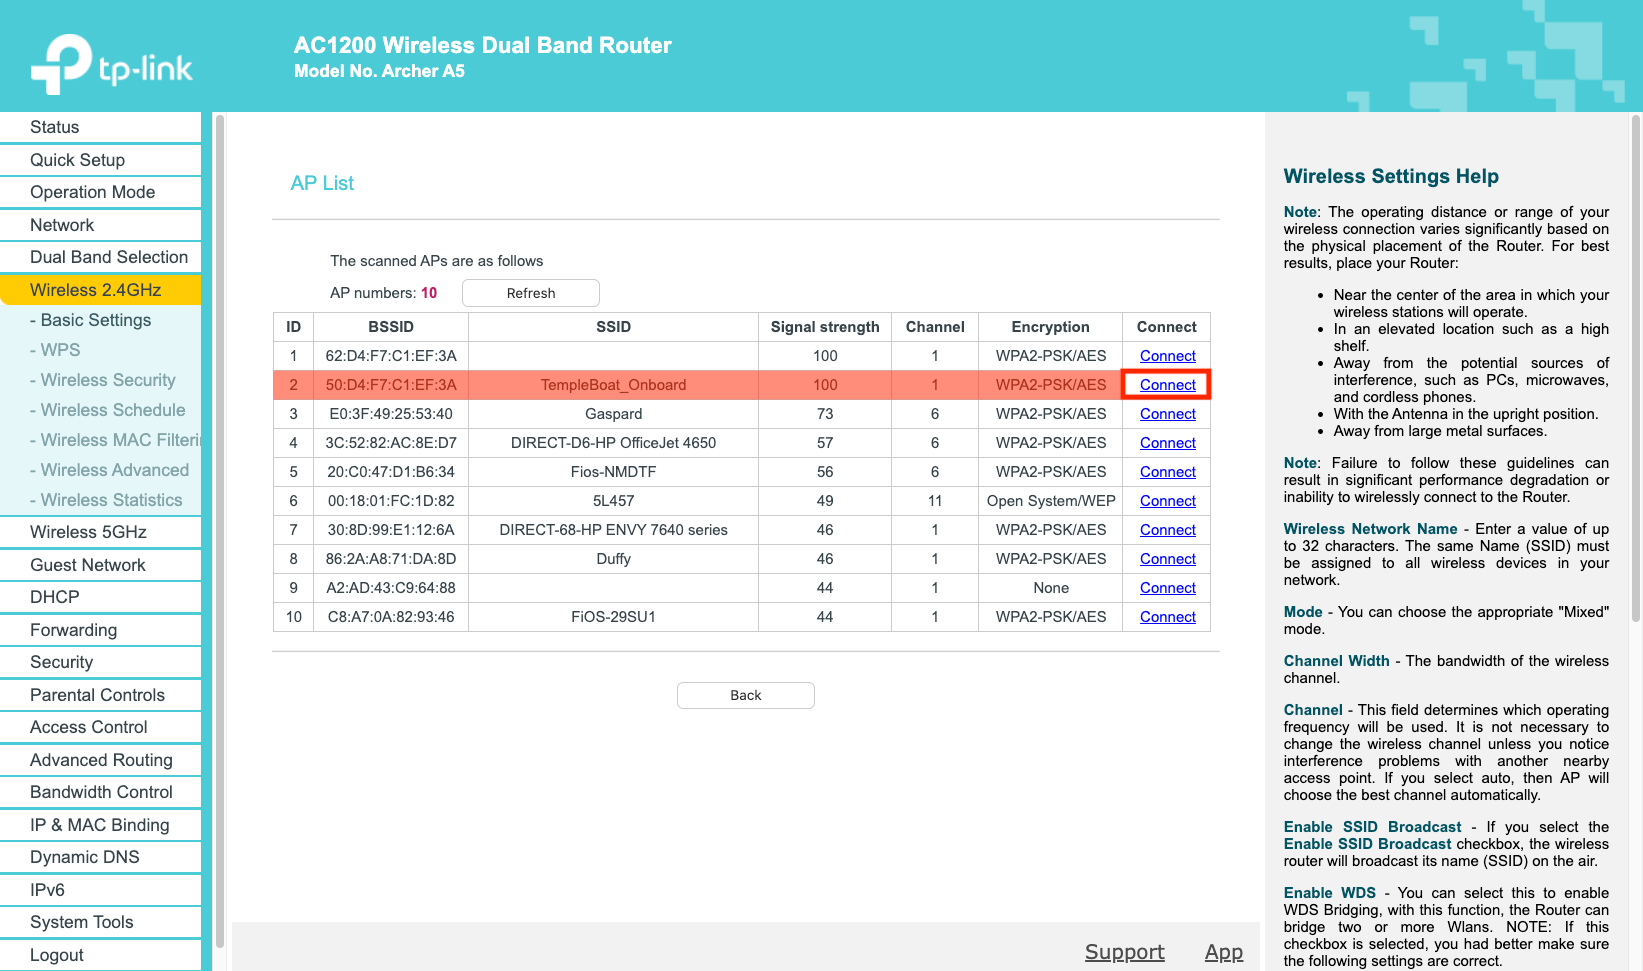 tp-link
AC1200 Wireless Dual Band Router
Model No. Archer A5
Status
Quick Setup
Operation Mode
Network
Dual Band Selection
Wireless 2.4GHz
- Basic Settings
- WPS
- Wireless Security
- Wireless Schedule
- Wireless MAC Filteri
- Wireless Advanced
- Wireless Statistics
Wireless 5GHz
Guest Network
DHCP
Forwarding
Security
Parental Controls
Access Control
Advanced Routing
Bandwidth Control
IP & MAC Binding
Dynamic DNS
IPv6
System Tools
Logout
AP List
The scanned APs are as follows
AP numbers: 10 Refresh
ID BSSID SSID Signal strength Channel Encryption Connect
1 62:D4:F7:C1:EF:3A 100 1 WPA2-PSK/AES Connect
2 50:D4:F7:C1:EF:3A TempleBoat_Onboard 100 1 WPA2-PSK/AES Connect
3 E0:3F:49:25:53:40 Gaspard 73 6 WPA2-PSK/AES Connect
4 3C:52:82:AC:8E:D7 DIRECT-D6-HP OfficeJet 4650 57 6 WPA2-PSK/AES Connect
5 20:C0:47:D1:B6:34 Fios-NMDTF 56 6 WPA2-PSK/AES Connect
6 00:18:01:FC:1D:82 5L457 49 11 Open System/WEP Connect
7 30:8D:99:E1:12:6A DIRECT-68-HP ENVY 7640 series 46 1 WPA2-PSK/AES Connect
8 86:2A:A8:71:DA:8D Duffy 46 1 WPA2-PSK/AES Connect
9 A2:AD:43:C9:64:88 44 1 None Connect
10 C8:A7:0A:82:93:46 FiOS-29SU1 44 1 WPA2-PSK/AES Connect
Back
Support App
Wireless Settings Help
Note: The operating distance or range of your
wireless connection varies significantly based on
the physical placement of the Router. For best
results, place your Router:
• Near the center of the area in which your
wireless stations will operate.
• In an elevated location such as a high
shelf.
• Away from the potential sources of
interference, such as PCs, microwaves,
and cordless phones.
• With the Antenna in the upright position.
• Away from large metal surfaces.
Note: Failure to follow these guidelines can
result in significant performance degradation or
inability to wirelessly connect to the Router.
Wireless Network Name - Enter a value of up
to 32 characters. The same Name (SSID) must
be assigned to all wireless devices in your
network.
Mode - You can choose the appropriate "Mixed"
mode.
Channel Width - The bandwidth of the wireless
channel.
Channel - This field determines which operating
frequency will be used. It is not necessary to
change the wireless channel unless you notice
interference problems with another nearby
access point. If you select auto, then AP will
choose the best channel automatically.
Enable SSID Broadcast - If you select the
Enable SSID Broadcast checkbox, the wireless
router will broadcast its name (SSID) on the air.
Enable WDS - You can select this to enable
WDS Bridging, with this function, the Router can
bridge two or more Wlans. NOTE: If this
checkbox is selected, you had better make sure
the following settings are correct.